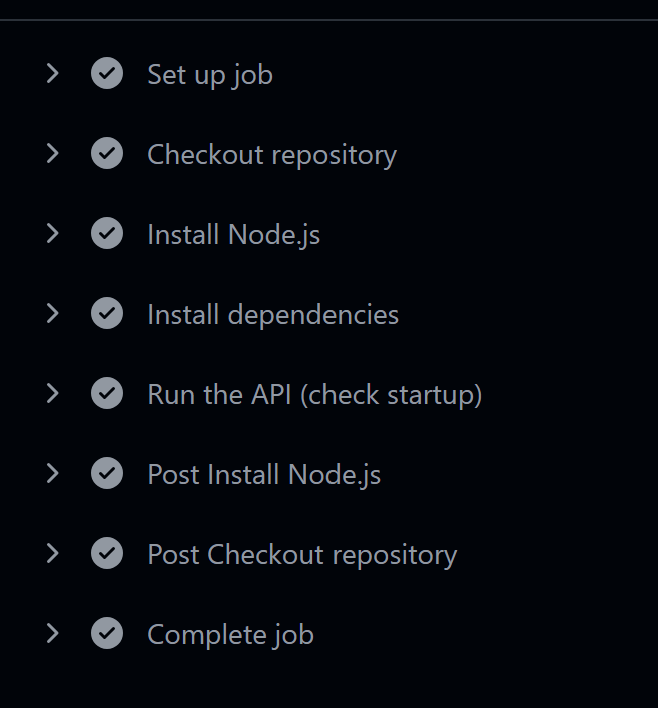 Set up job
Checkout repository
Install Node.js
Install dependencies
Run the API (check startup)
Post Install Node.js
Post Checkout repository
Complete job